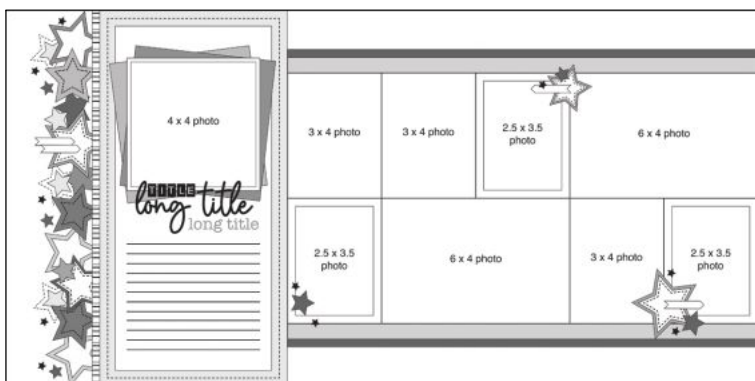 4 x 4 photo
TITLE
long title
long title
3 x 4 photo
3 x 4 photo
2.5 x 3.5
photo
6 x 4 photo
2.5 x 3.5
photo
6 x 4 photo
3 x 4 photo
2.5 x 3.5
photo